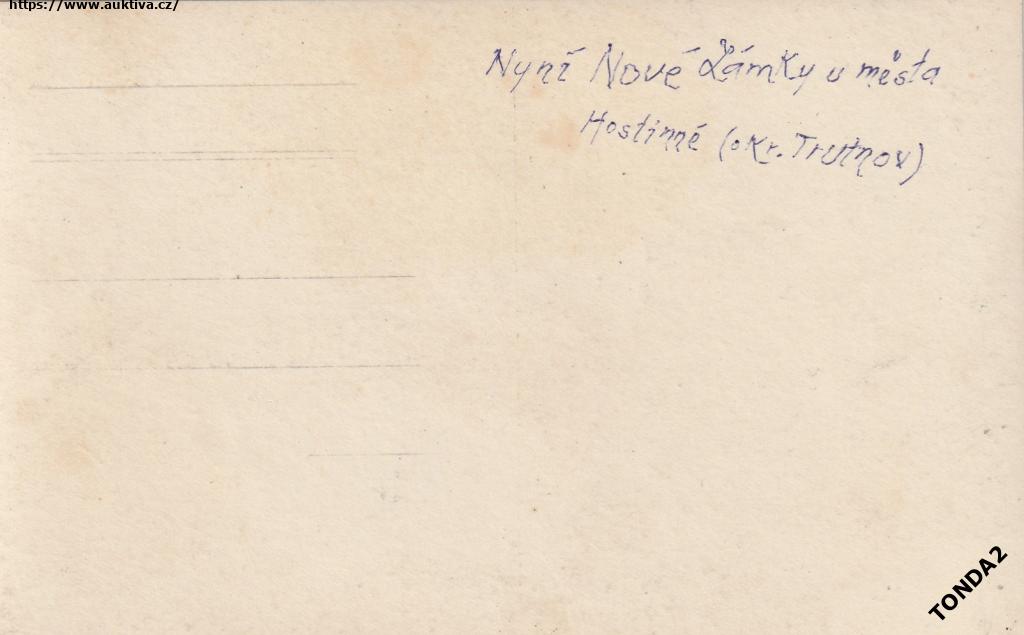 https://www.auktiva.cz/
Nyní Nové Zámky u města
Hostinné (okr. Trutnov)
TONDA2